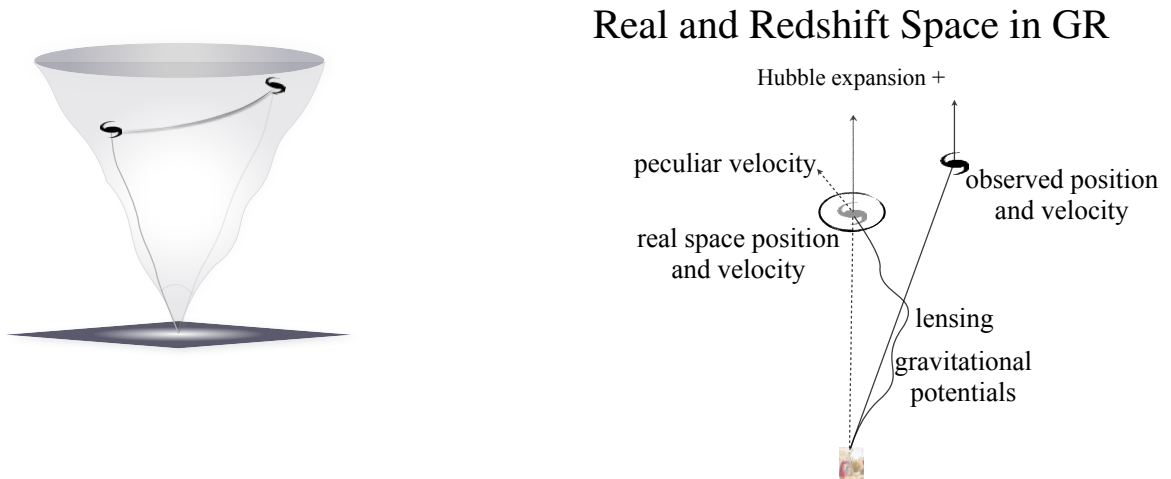 Real and Redshift Space in GR
Hubble expansion +
peculiar velocity
observed position
and velocity
real space position
and velocity
lensing
gravitational
potentials